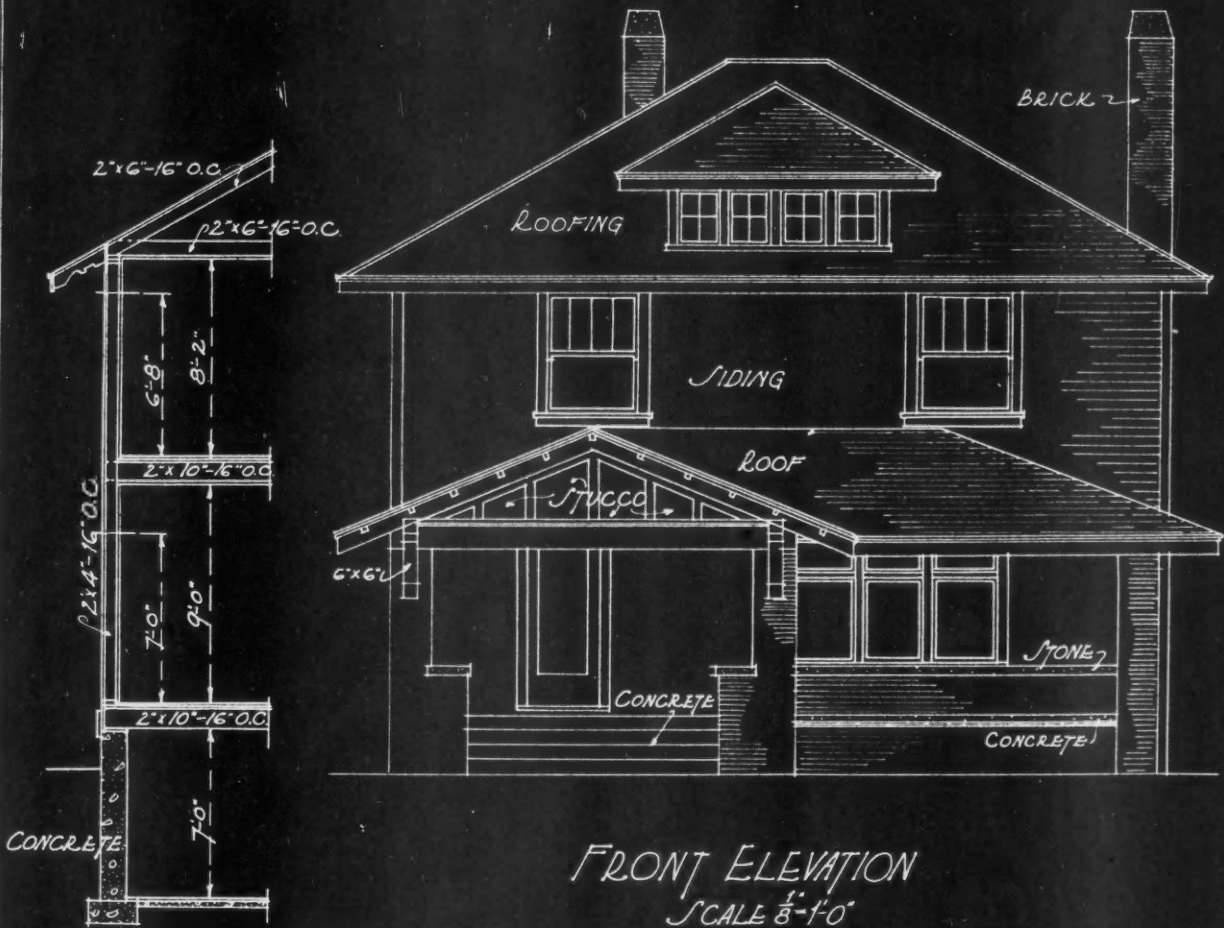 2"x6"-16" O.C.
2"x6"-16"-O.C.
6'-8"
8'-2"
2"x10"-16" O.C.
2"x4"-16" O.C.
7'-0"
9'-0"
2"x10"-16" O.C.
7'-0"
CONCRETE
BRICK
ROOFING
SIDING
ROOF
STUCCO
6"x6"
STONE
CONCRETE
CONCRETE
FRONT ELEVATION
SCALE 1/8"-1'-0"